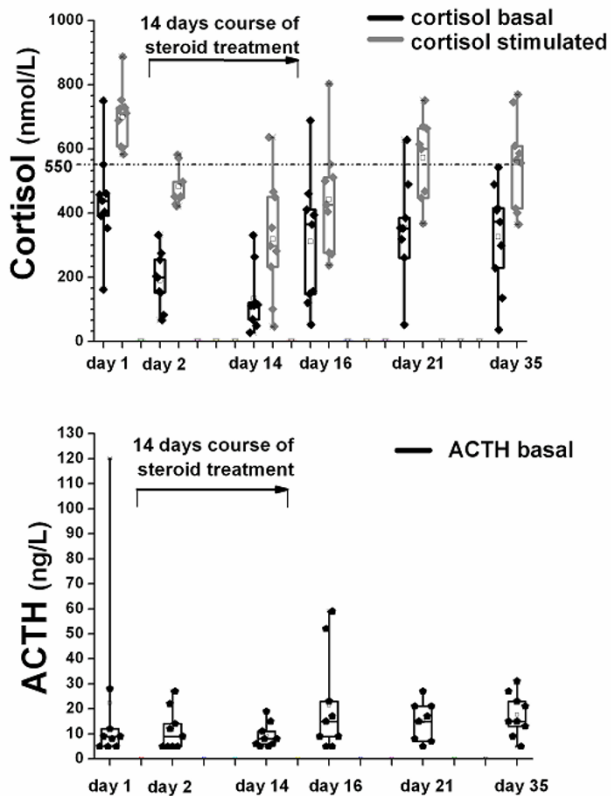 14 days course of
steroid treatment
cortisol basal
cortisol stimulated
Cortisol (nmol/L)
1000
800
600
550
400
200
0
day 1 day 2 day 14 day 16 day 21 day 35
14 days course of
steroid treatment
ACTH basal
ACTH (ng/L)
130
120
110
100
90
80
70
60
50
40
30
20
10
0
day 1 day 2 day 14 day 16 day 21 day 35